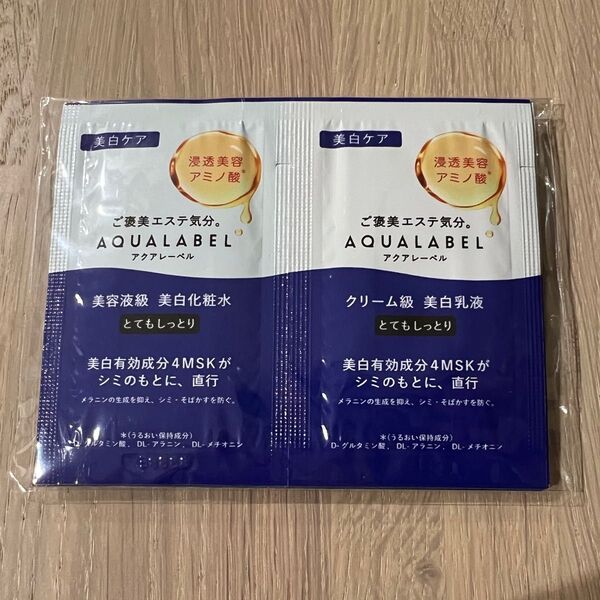 美白ケア
浸透美容
アミノ酸*
ご褒美エステ気分。
AQUALABEL
アクアレーベル
美容液級 美白化粧水
とてもしっとり
美白有効成分4MSKが
シミのもとに、直行
メラニンの生成を抑え、シミ・そばかすを防ぐ。
*(うるおい保持成分)
D-グルタミン酸、DL-アラニン、DL-メチオニン
美白ケア
浸透美容
アミノ酸*
ご褒美エステ気分。
AQUALABEL
アクアレーベル
クリーム級 美白乳液
とてもしっとり
美白有効成分4MSKが
シミのもとに、直行
メラニンの生成を抑え、シミ・そばかすを防ぐ。
*(うるおい保持成分)
D-グルタミン酸、DL-アラニン、DL-メチオニン